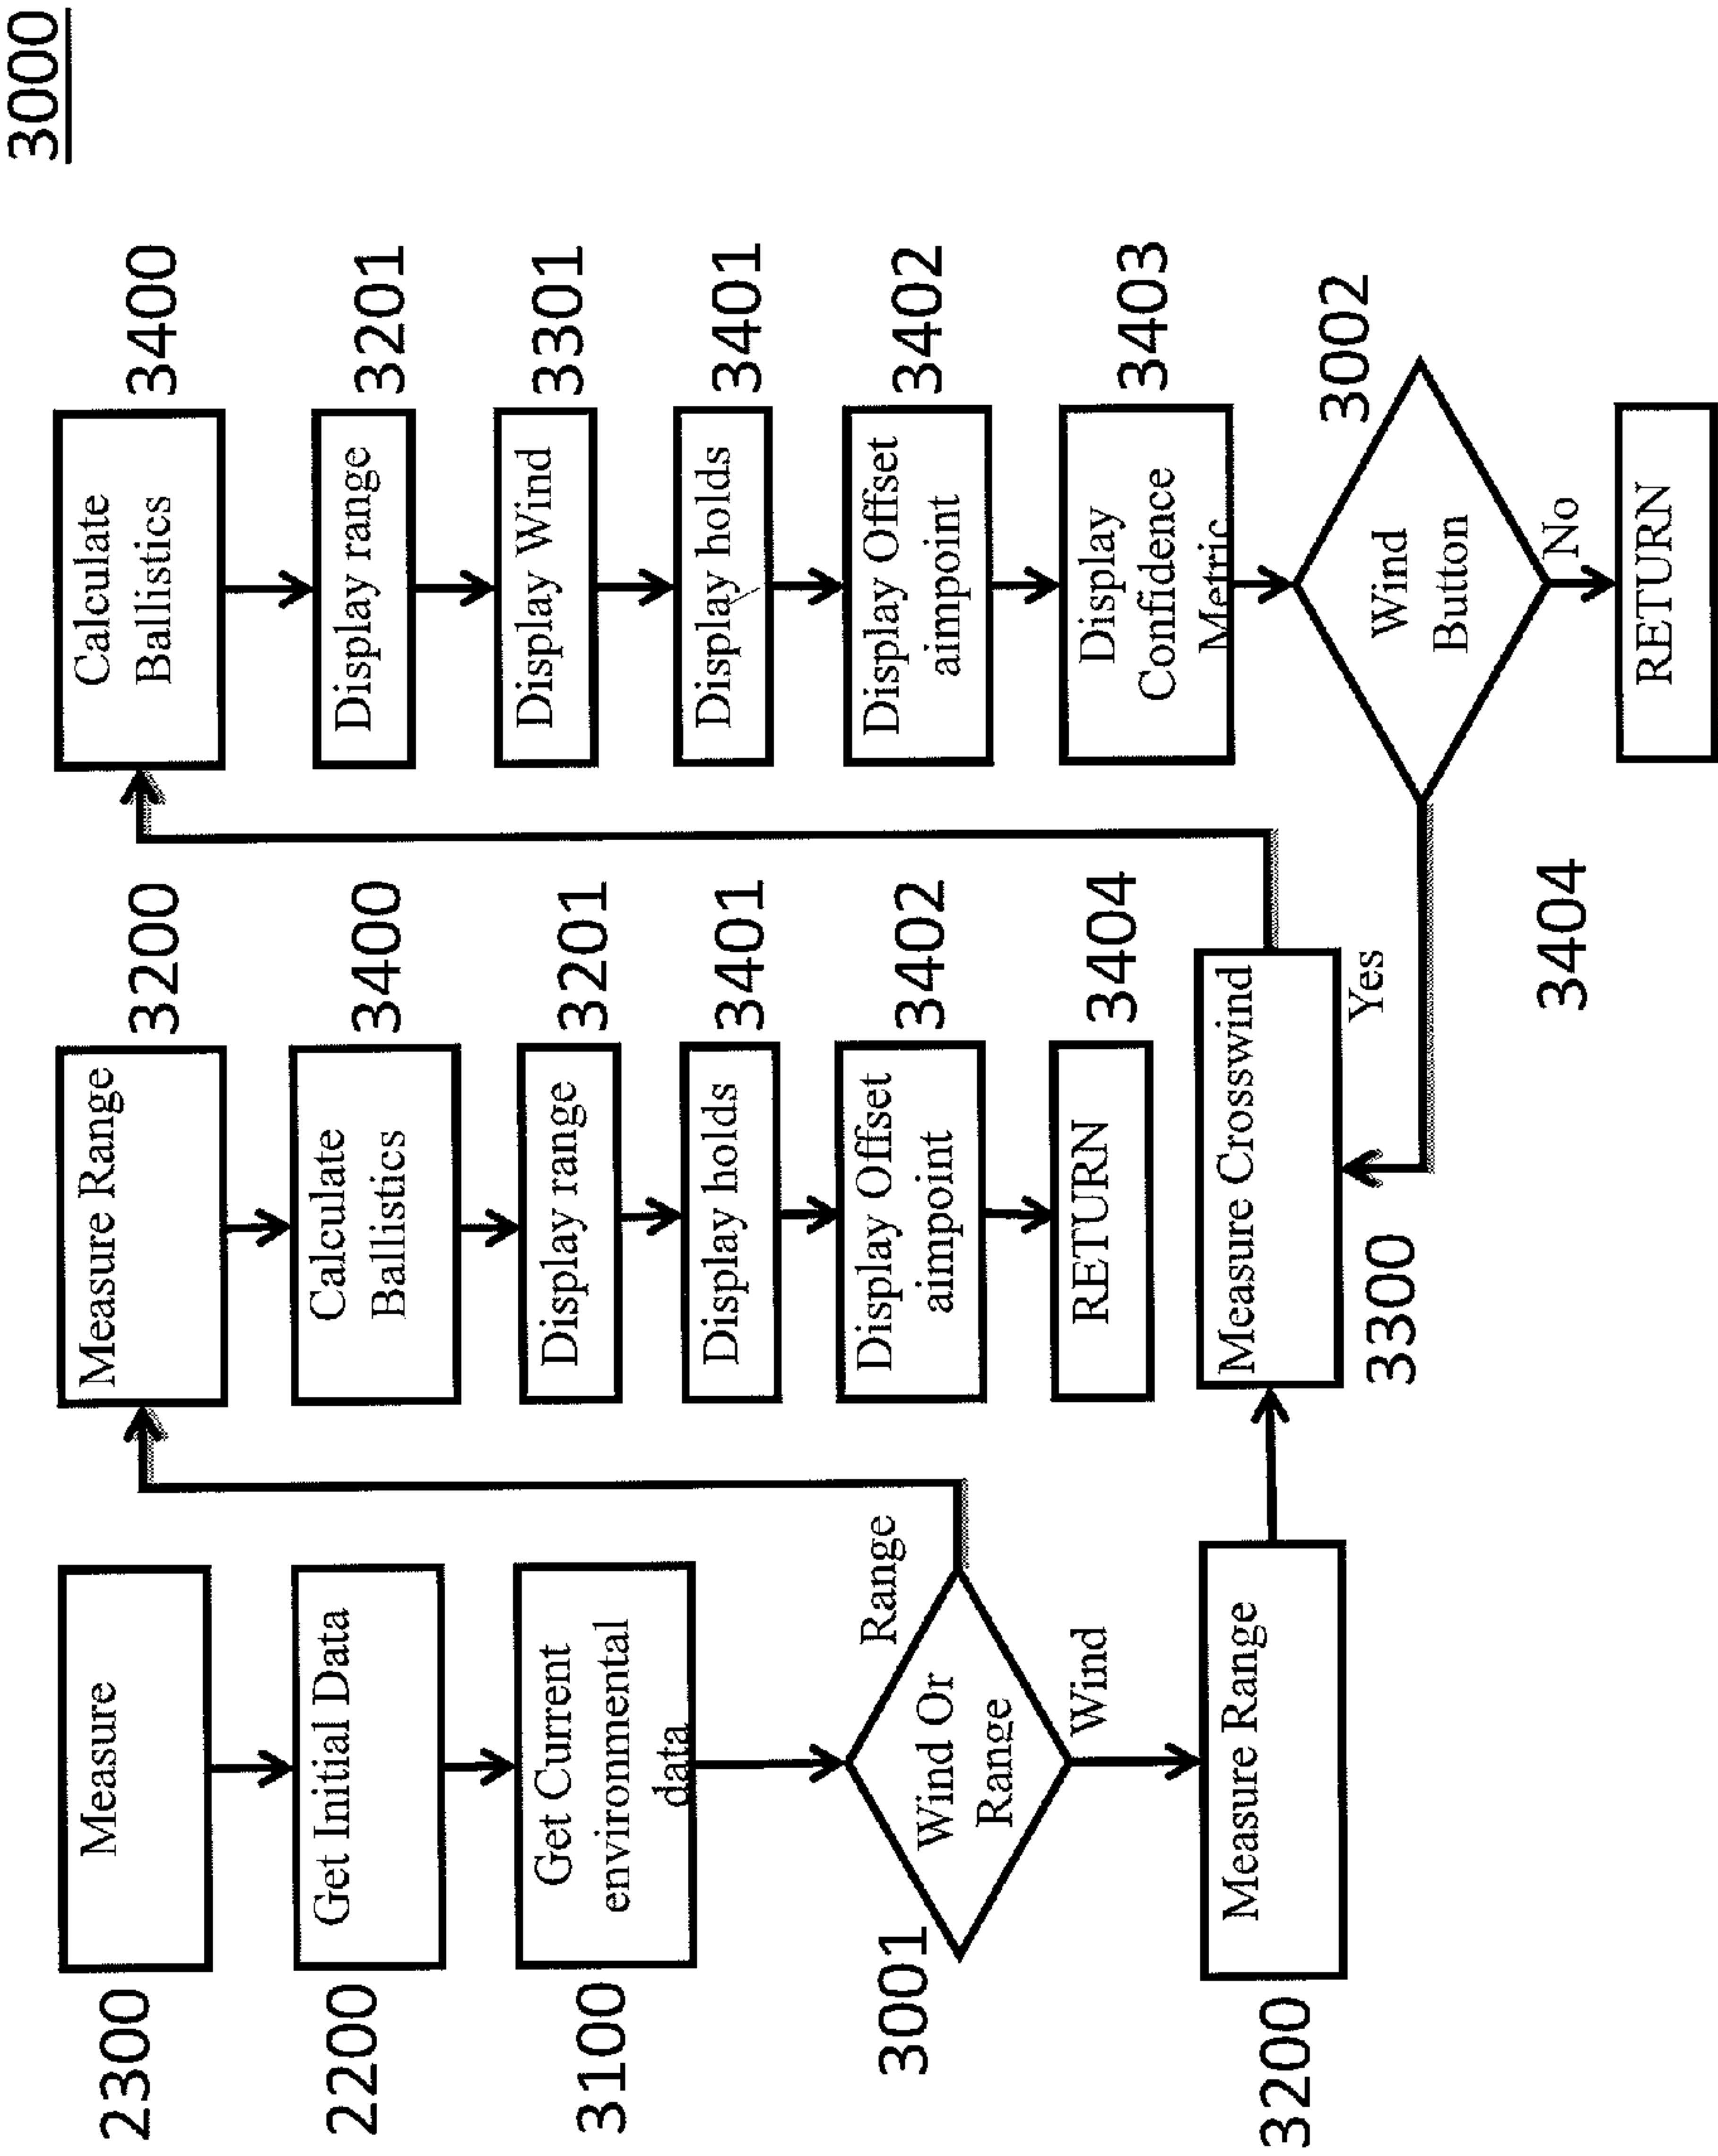 3000
2300
Measure
2200
Get Initial Data
3100
Get Current
environmental
data
3001
Wind Or
Range
Range
Wind
3200
Measure Range
Measure Range
3200
Calculate
Ballistics
3400
Display range
3201
Display holds
3401
Display Offset
aimpoint
3402
RETURN
3404
Measure Crosswind
3300
Yes
Calculate
Ballistics
3400
Display range
3201
Display Wind
3301
Display holds
3401
Display Offset
aimpoint
3402
Display
Confidence
Metric
3403
Wind
Button
3002
No
RETURN
3404